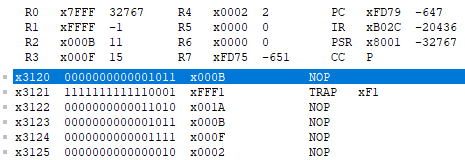 R0 x7FFF 32767 R4 x0002 2 PC xFD79 -647
R1 xFFFF -1 R5 x0000 0 IR xB02C -20436
R2 x000B 11 R6 x0000 0 PSR x8001 -32767
R3 x000F 15 R7 xFD75 -651 CC P
x3120 0000000000001011 x000B NOP
x3121 1111111111110001 xFFF1 TRAP xF1
x3122 0000000000011010 x001A NOP
x3123 0000000000001011 x000B NOP
x3124 0000000000001111 x000F NOP
x3125 0000000000000010 x0002 NOP